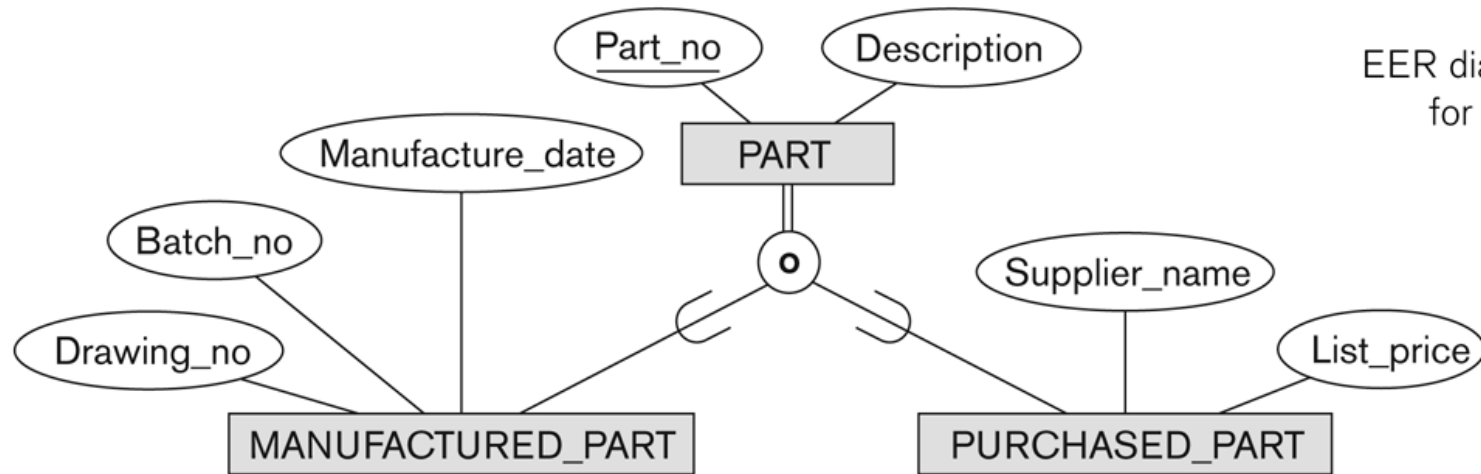 Part_no
Description
EER dia
for
Manufacture_date
PART
Batch_no
o
Supplier_name
Drawing_no
List_price
MANUFACTURED_PART
PURCHASED_PART